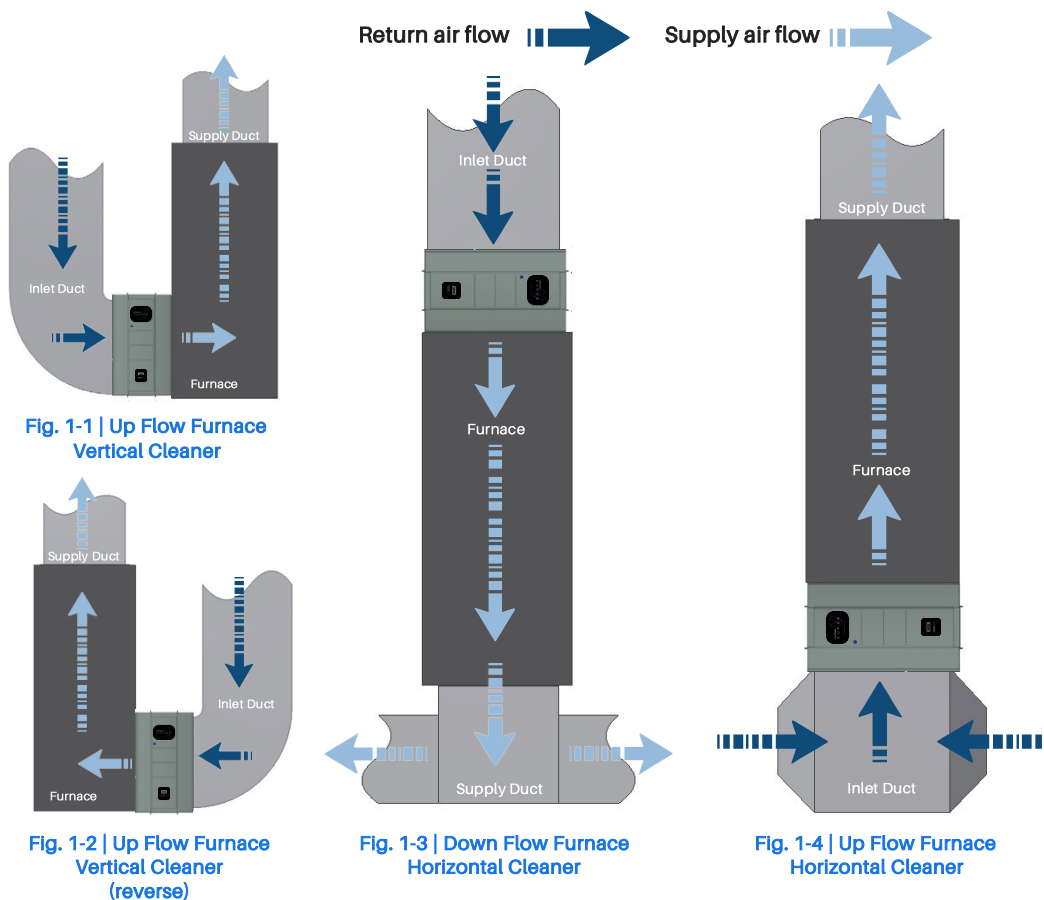 Return air flow
Supply air flow
Supply Duct
Inlet Duct
Furnace
Fig. 1-1 | Up Flow Furnace
Vertical Cleaner
Supply Duct
Inlet Duct
Furnace
Fig. 1-2 | Up Flow Furnace
Vertical Cleaner
(reverse)
Inlet Duct
Furnace
Supply Duct
Fig. 1-3 | Down Flow Furnace
Horizontal Cleaner
Supply Duct
Furnace
Inlet Duct
Fig. 1-4 | Up Flow Furnace
Horizontal Cleaner